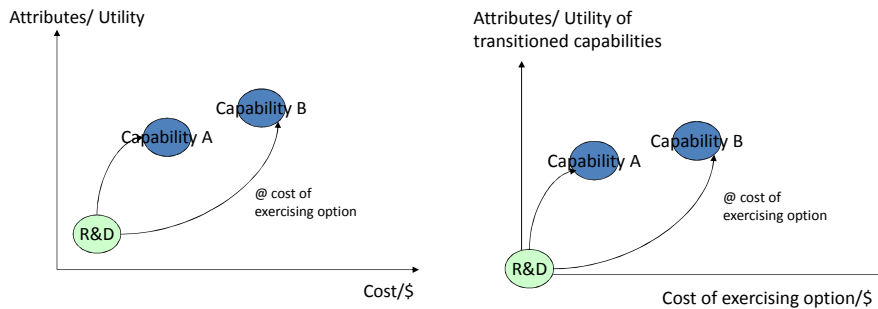 Attributes/ Utility
Capability B
Capability A
@ cost of
exercising option
R&D
Cost/$
Attributes/ Utility of
transitioned capabilities
Capability B
Capability A
@ cost of
exercising option
R&D
Cost of exercising option/$